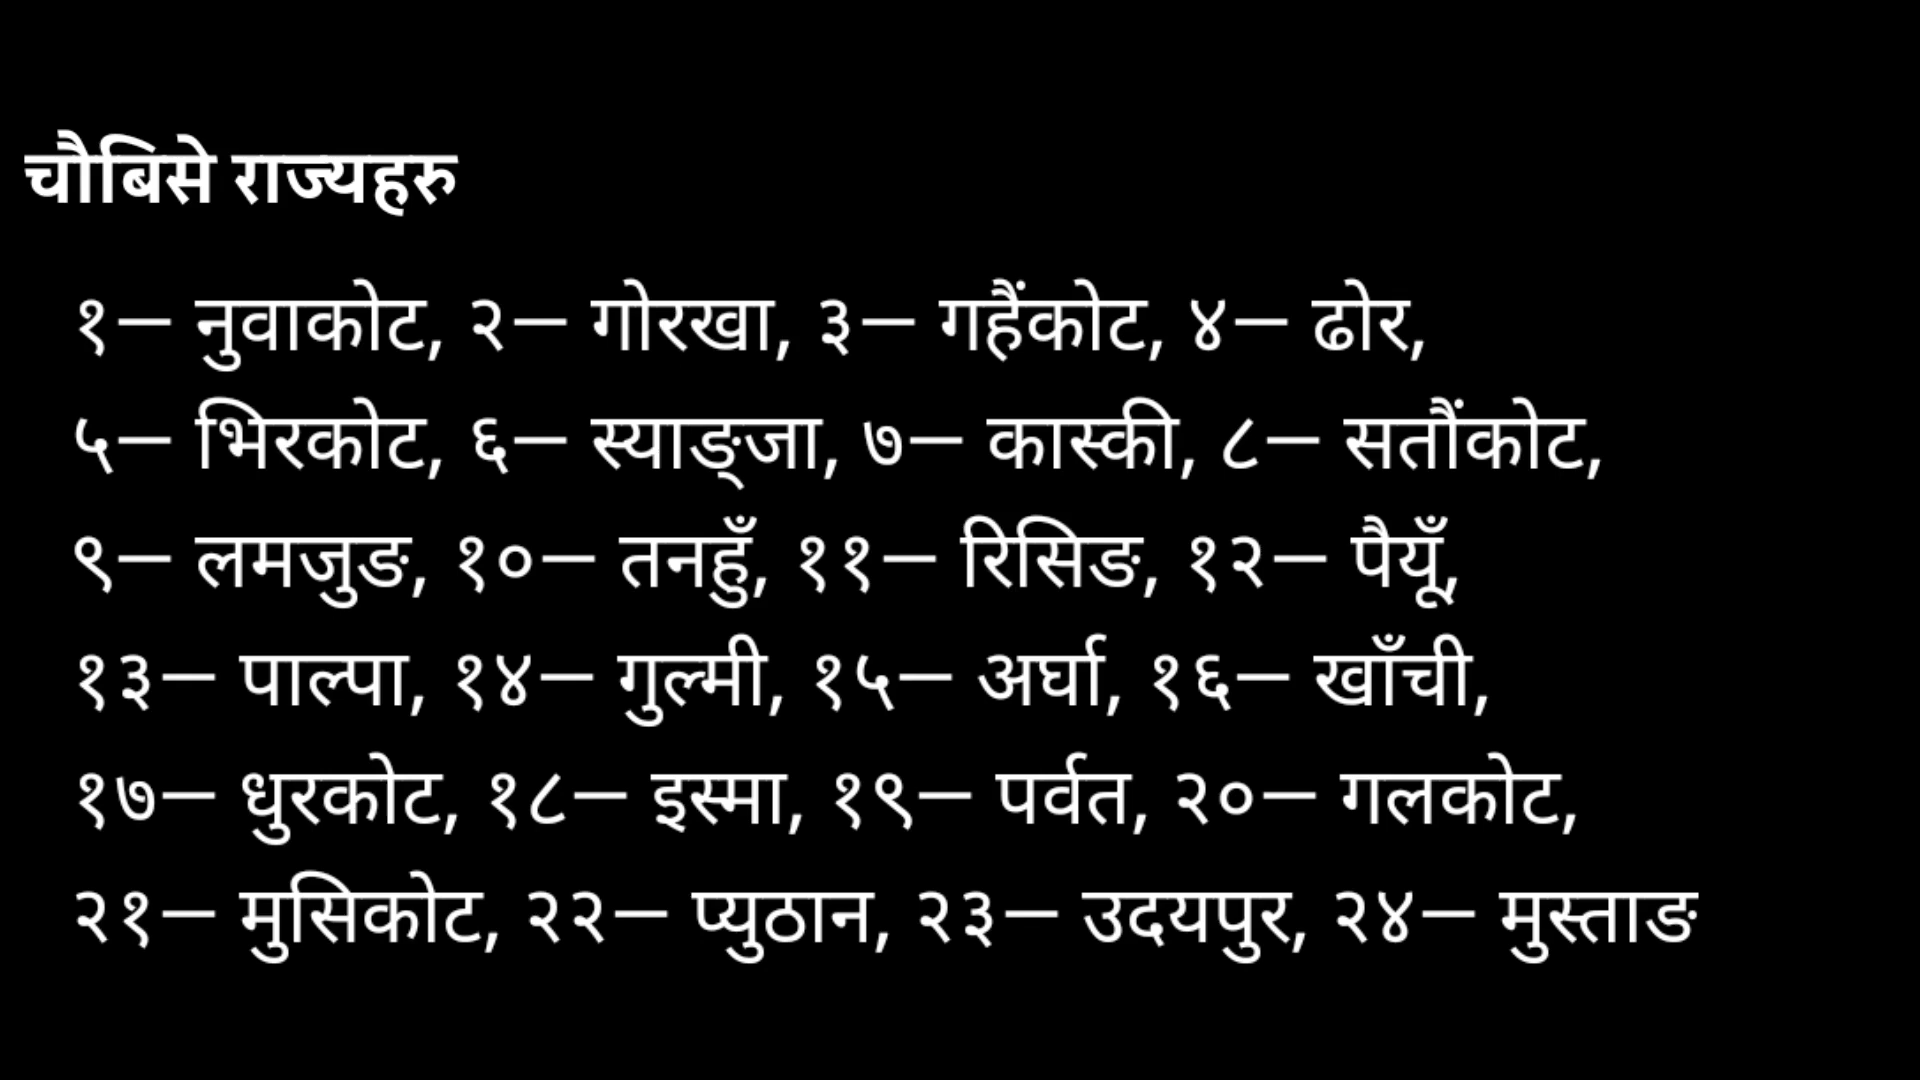 चौबिसे राज्यहरु
१— नुवाकोट, २— गोरखा, ३— गहैंकोट, ४— ढोर,
५— भिरकोट, ६— स्याङ्जा, ७— कास्की, ८— सतौंकोट,
९— लमजुङ, १०— तनहुँ, ११— रिसिङ, १२— पैयूँ,
१३— पाल्पा, १४— गुल्मी, १५— अर्घा, १६— खाँची,
१७— धुरकोट, १८— इस्मा, १९— पर्वत, २०— गलकोट,
२१— मुसिकोट, २२— प्युठान, २३— उदयपुर, २४— मुस्ताङ